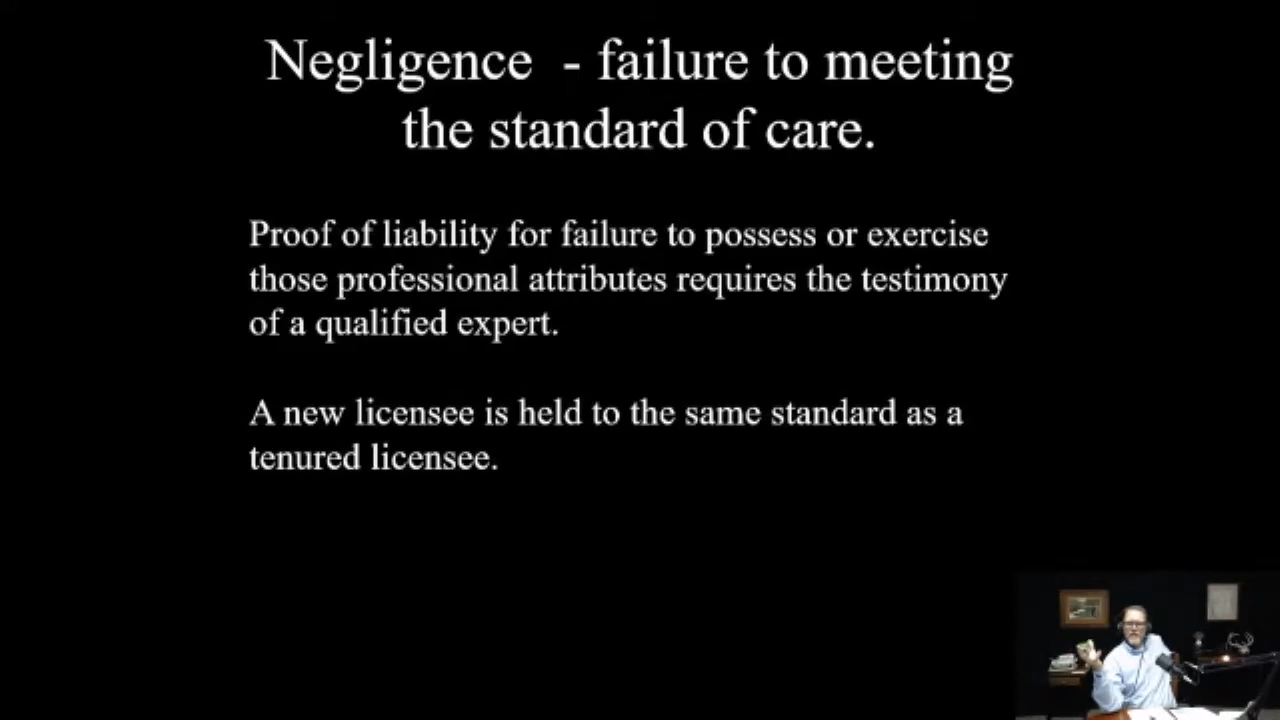 Negligence - failure to meeting
the standard of care.
Proof of liability for failure to possess or exercise
those professional attributes requires the testimony
of a qualified expert.
A new licensee is held to the same standard as a
tenured licensee.